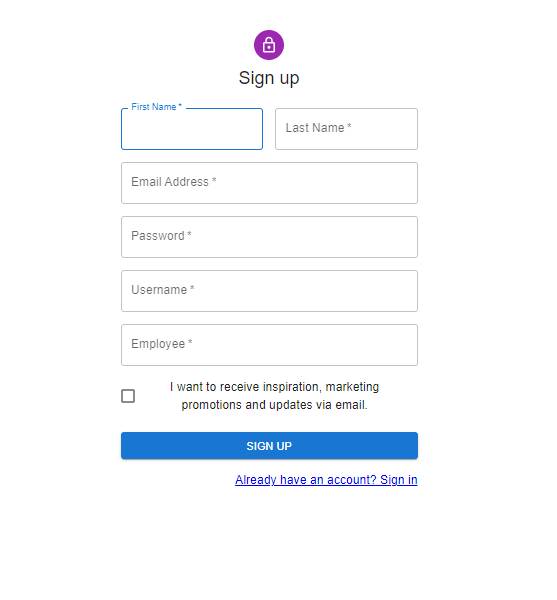 Sign up
First Name *
Last Name *
Email Address *
Password *
Username *
Employee *
I want to receive inspiration, marketing
promotions and updates via email.
SIGN UP
Already have an account? Sign in